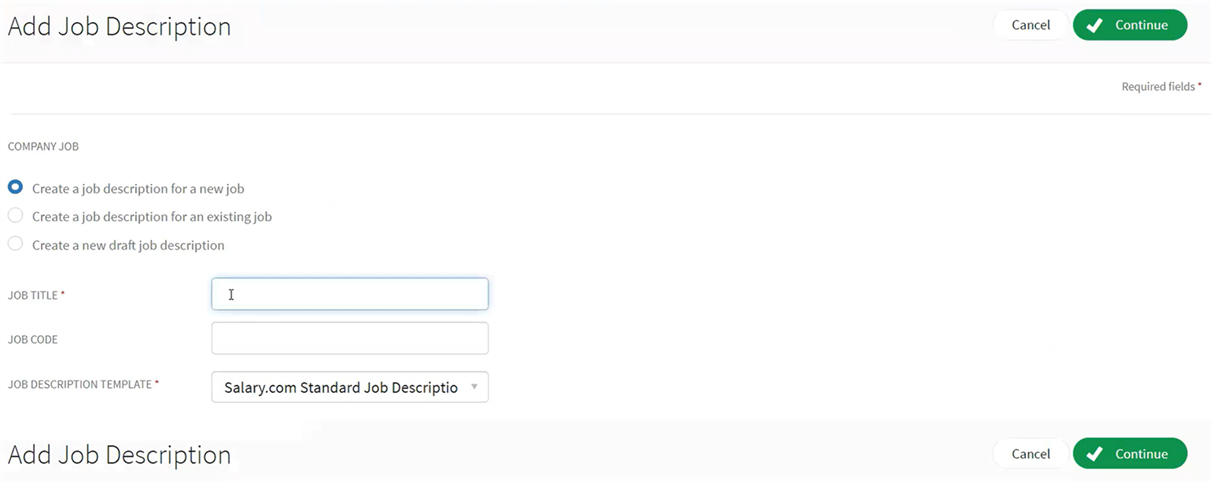 Add Job Description
Cancel
Continue
Required fields *
COMPANY JOB
Create a job description for a new job
Create a job description for an existing job
Create a new draft job description
JOB TITLE *
JOB CODE
JOB DESCRIPTION TEMPLATE *
Salary.com Standard Job Descriptio
Add Job Description
Cancel
Continue